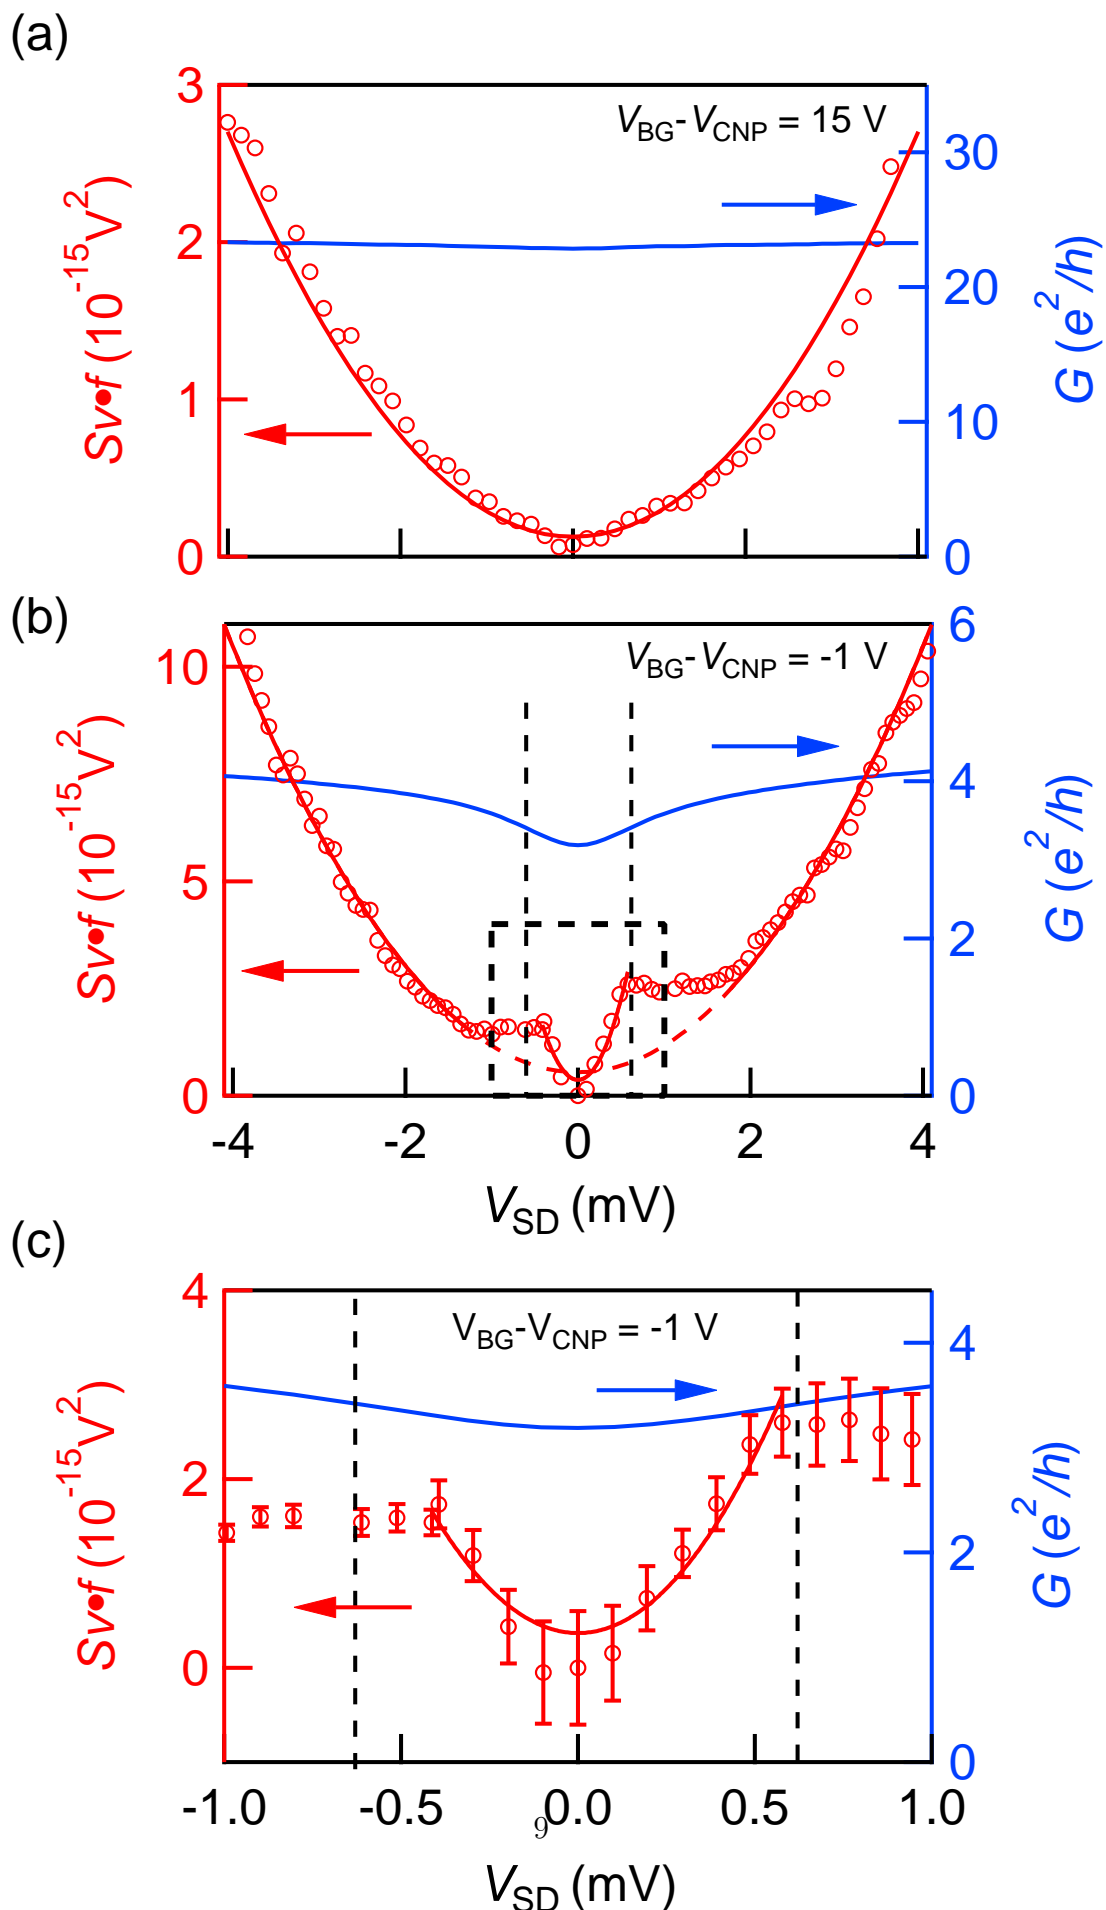 (a)
3
2
1
0
Sv•f (10^-15 V^2)
V_BG-V_CNP = 15 V
30
20
10
0
G (e^2/h)
(b)
10
5
0
Sv•f (10^-15 V^2)
V_BG-V_CNP = -1 V
6
4
2
0
G (e^2/h)
-4 -2 0 2 4
V_SD (mV)
(c)
4
2
0
Sv•f (10^-15 V^2)
V_BG-V_CNP = -1 V
4
2
0
G (e^2/h)
-1.0 -0.5 0.0 0.5 1.0
9
V_SD (mV)